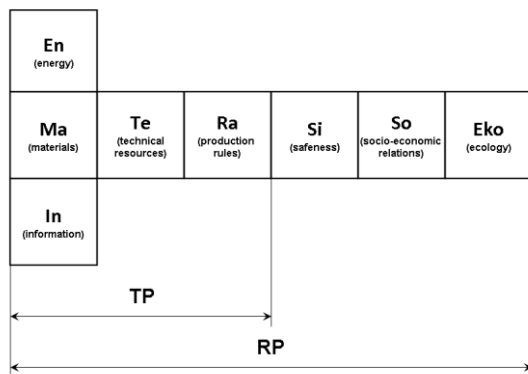 En
(energy)
Ma
(materials)
Te
(technical
resources)
Ra
(production
rules)
Si
(safeness)
So
(socio-economic
relations)
Eko
(ecology)
In
(information)
TP
RP